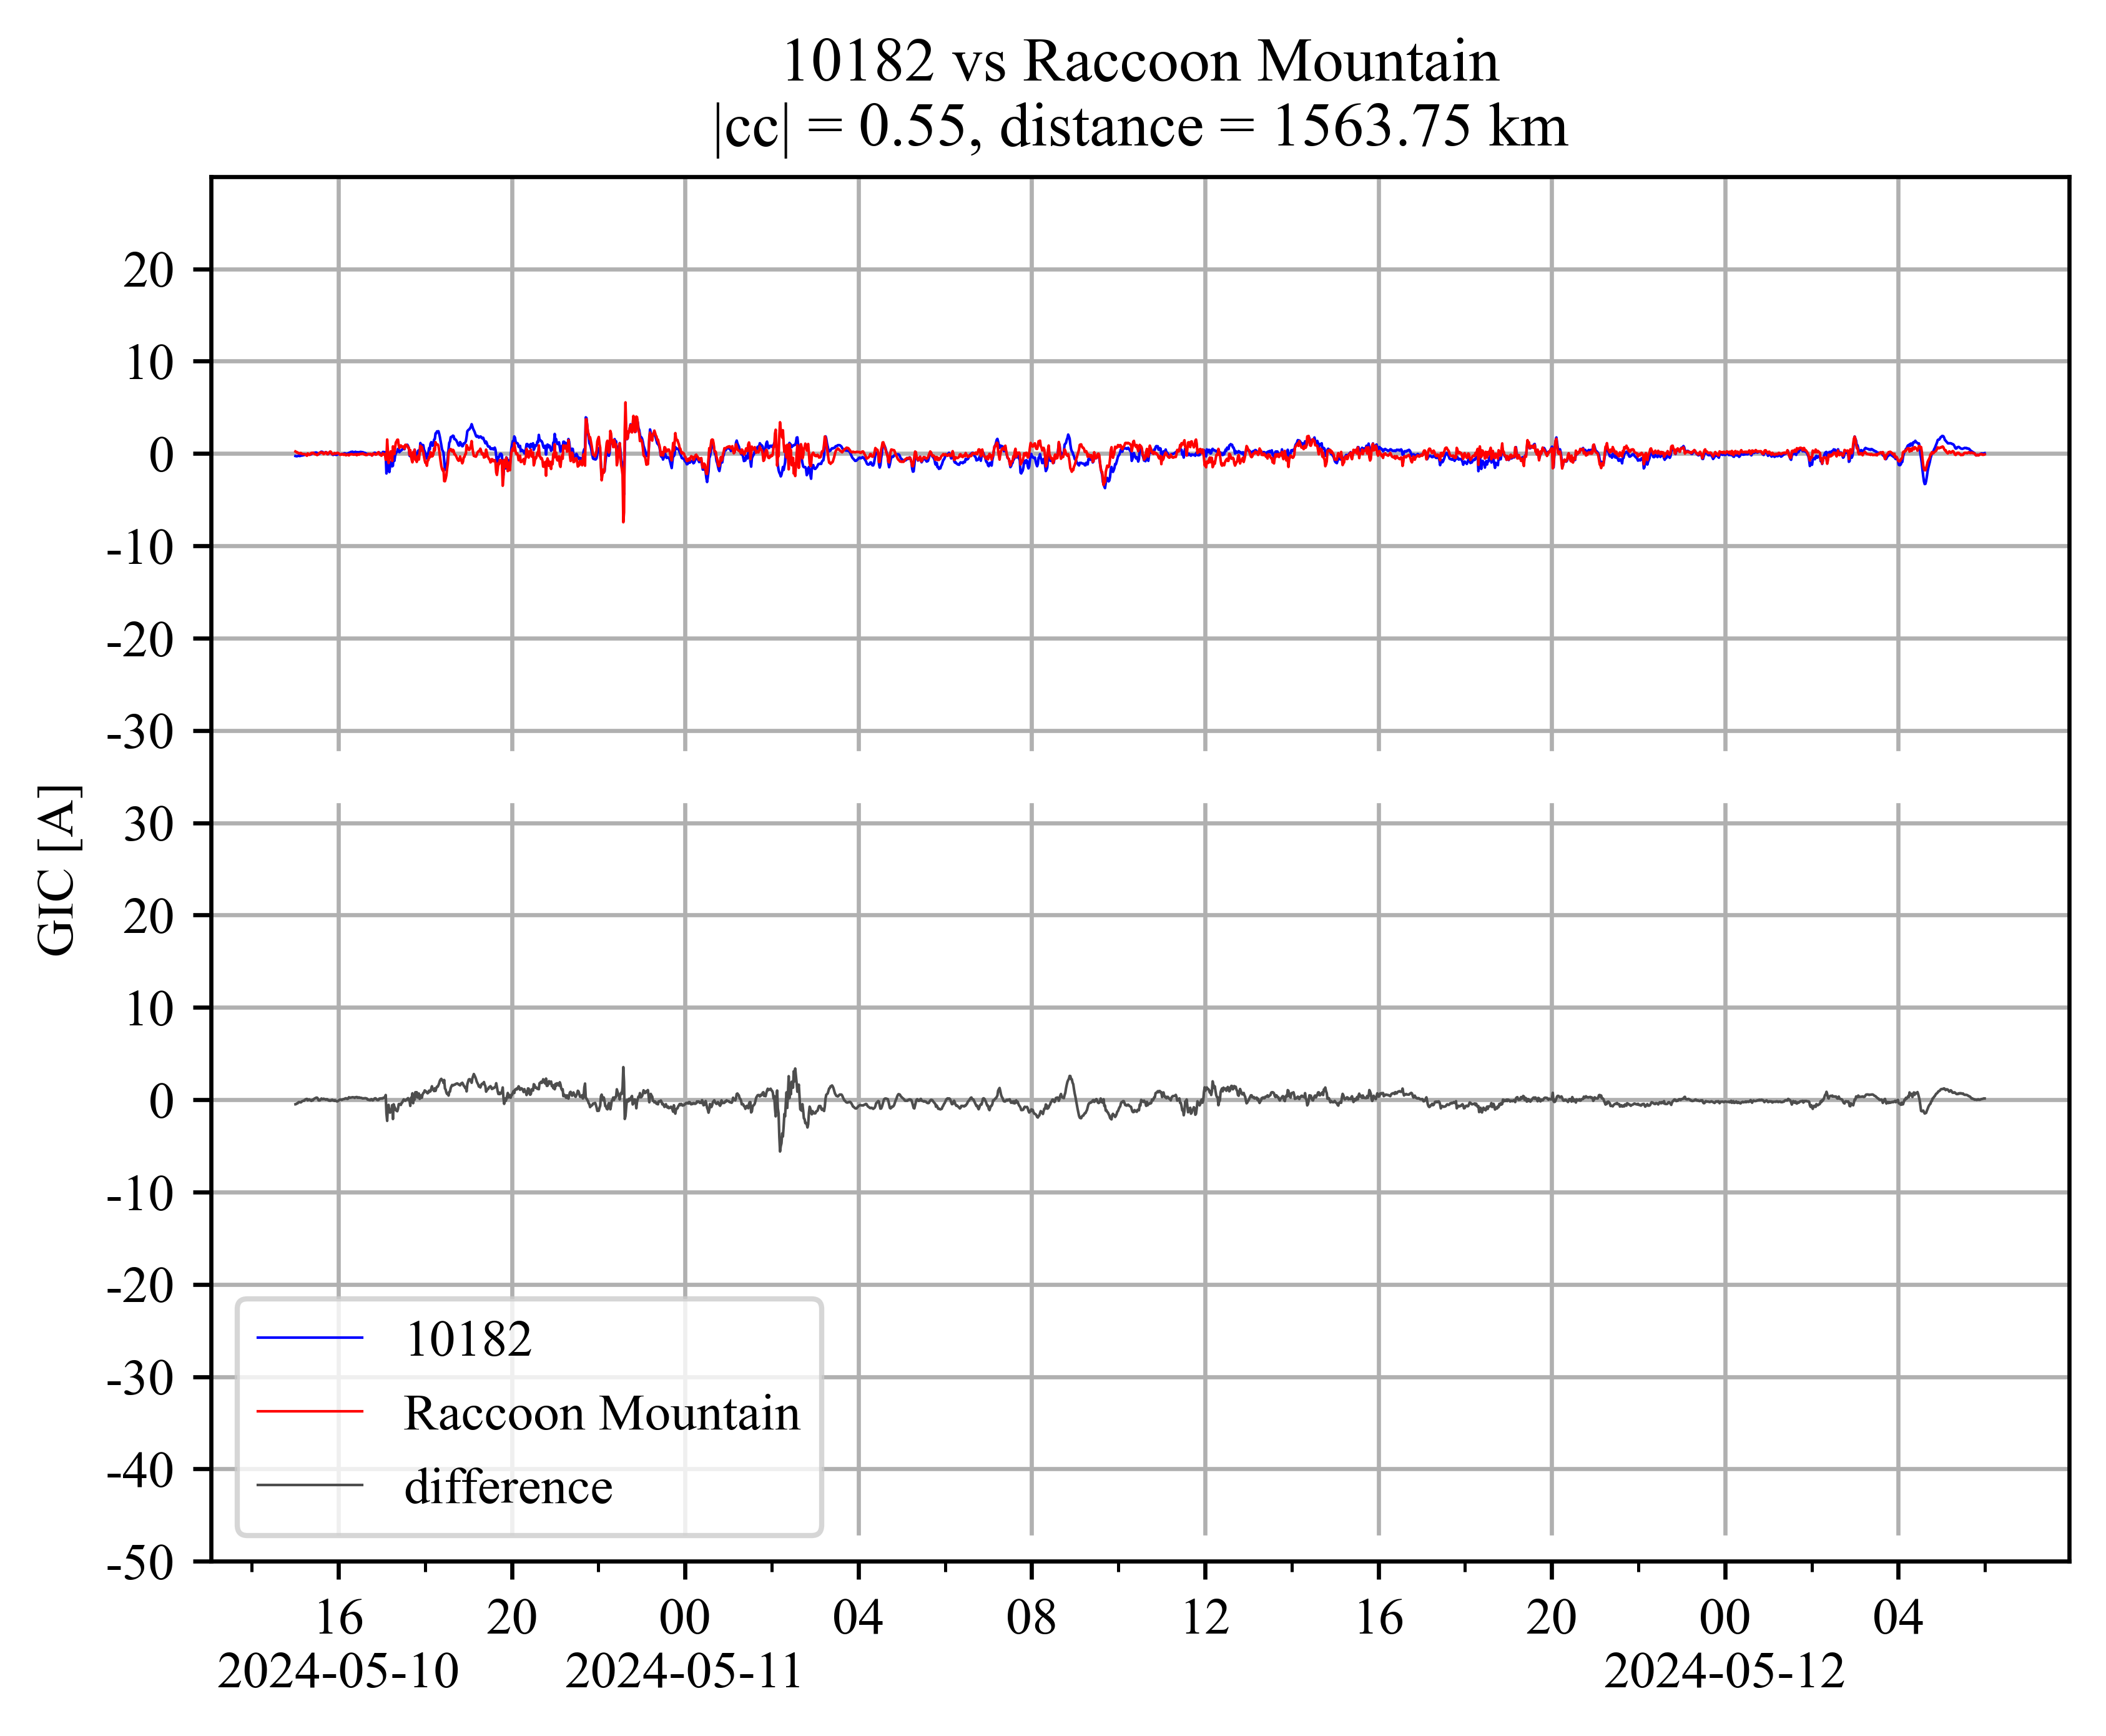 10182 vs Raccoon Mountain
|cc| = 0.55, distance = 1563.75 km
GIC [A]
20
10
0
-10
-20
-30
30
20
10
0
-10
-20
-30
-40
-50
10182
Raccoon Mountain
difference
16 20 00 04 08 12 16 20 00 04
2024-05-10 2024-05-11 2024-05-12